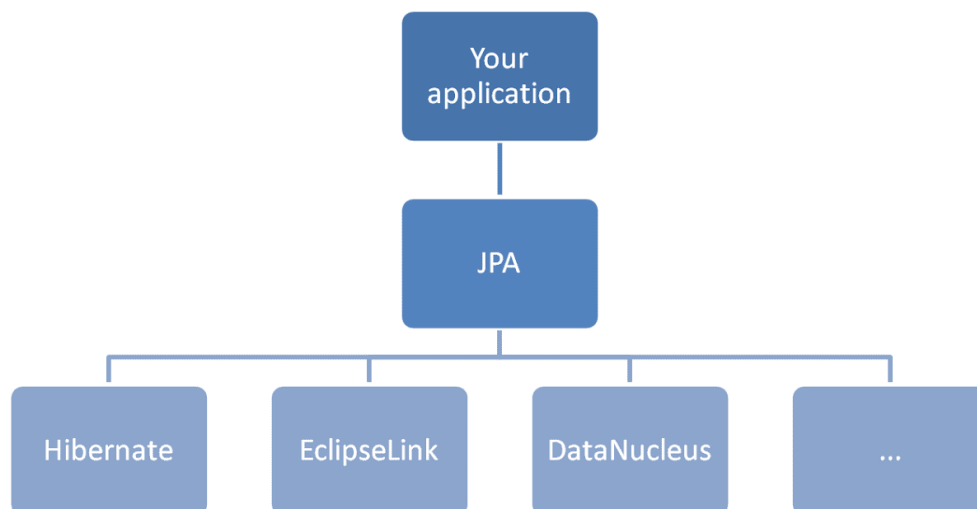 Your
application
JPA
Hibernate
EclipseLink
DataNucleus
...